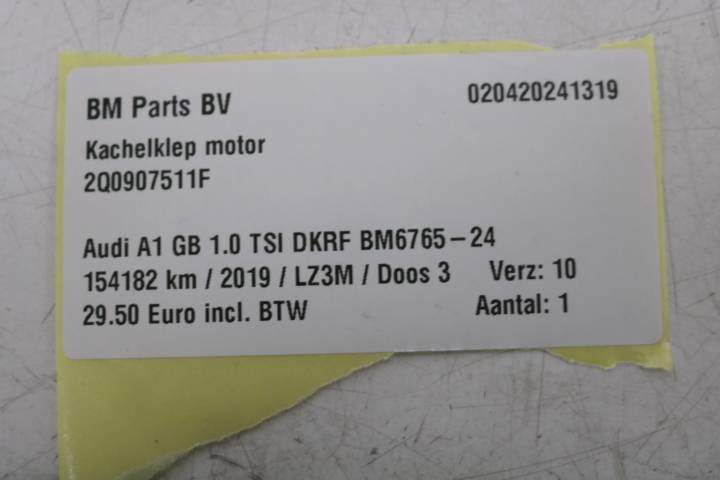 BM Parts BV 020420241319
Kachelklep motor
2Q0907511F
Audi A1 GB 1.0 TSI DKRF BM6765-24
154182 km / 2019 / LZ3M / Doos 3 Verz: 10
29.50 Euro incl. BTW Aantal: 1